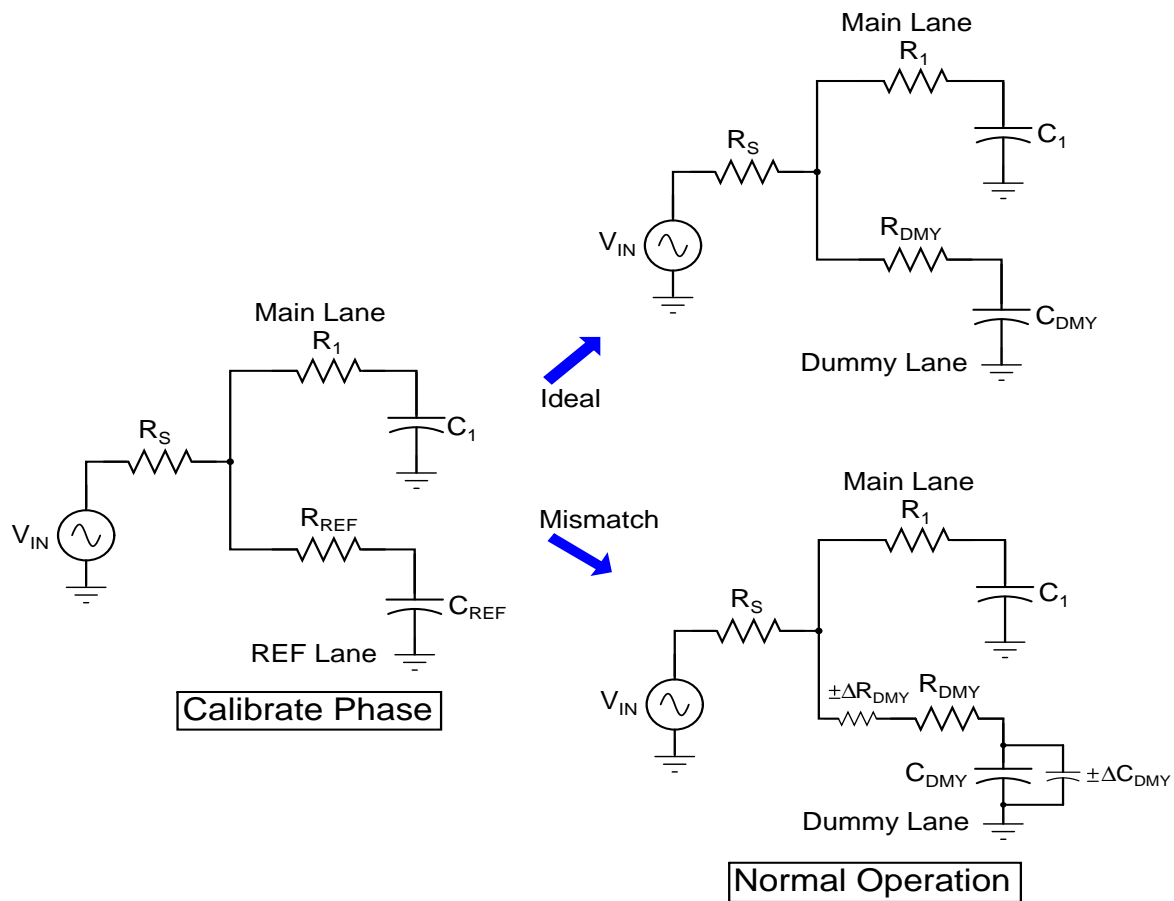 Main Lane
R1
C1
RS
VIN
RDMY
CDMY
Dummy Lane
Ideal
Main Lane
R1
C1
RS
VIN
RREF
CREF
REF Lane
Calibrate Phase
Mismatch
Main Lane
R1
C1
RS
VIN
±ΔRDMY
RDMY
CDMY
±ΔCDMY
Dummy Lane
Normal Operation